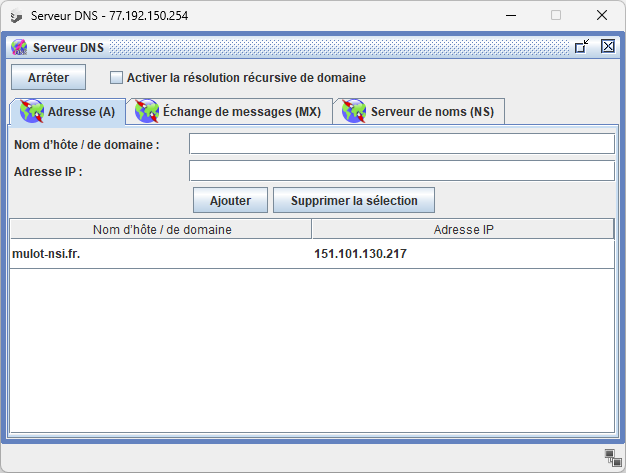 Serveur DNS - 77.192.150.254
Serveur DNS
Arrêter
Activer la résolution récursive de domaine
Adresse (A)
Échange de messages (MX)
Serveur de noms (NS)
Nom d'hôte / de domaine :
Adresse IP :
Ajouter
Supprimer la sélection
Nom d'hôte / de domaine
Adresse IP
mulot-nsi.fr.
151.101.130.217